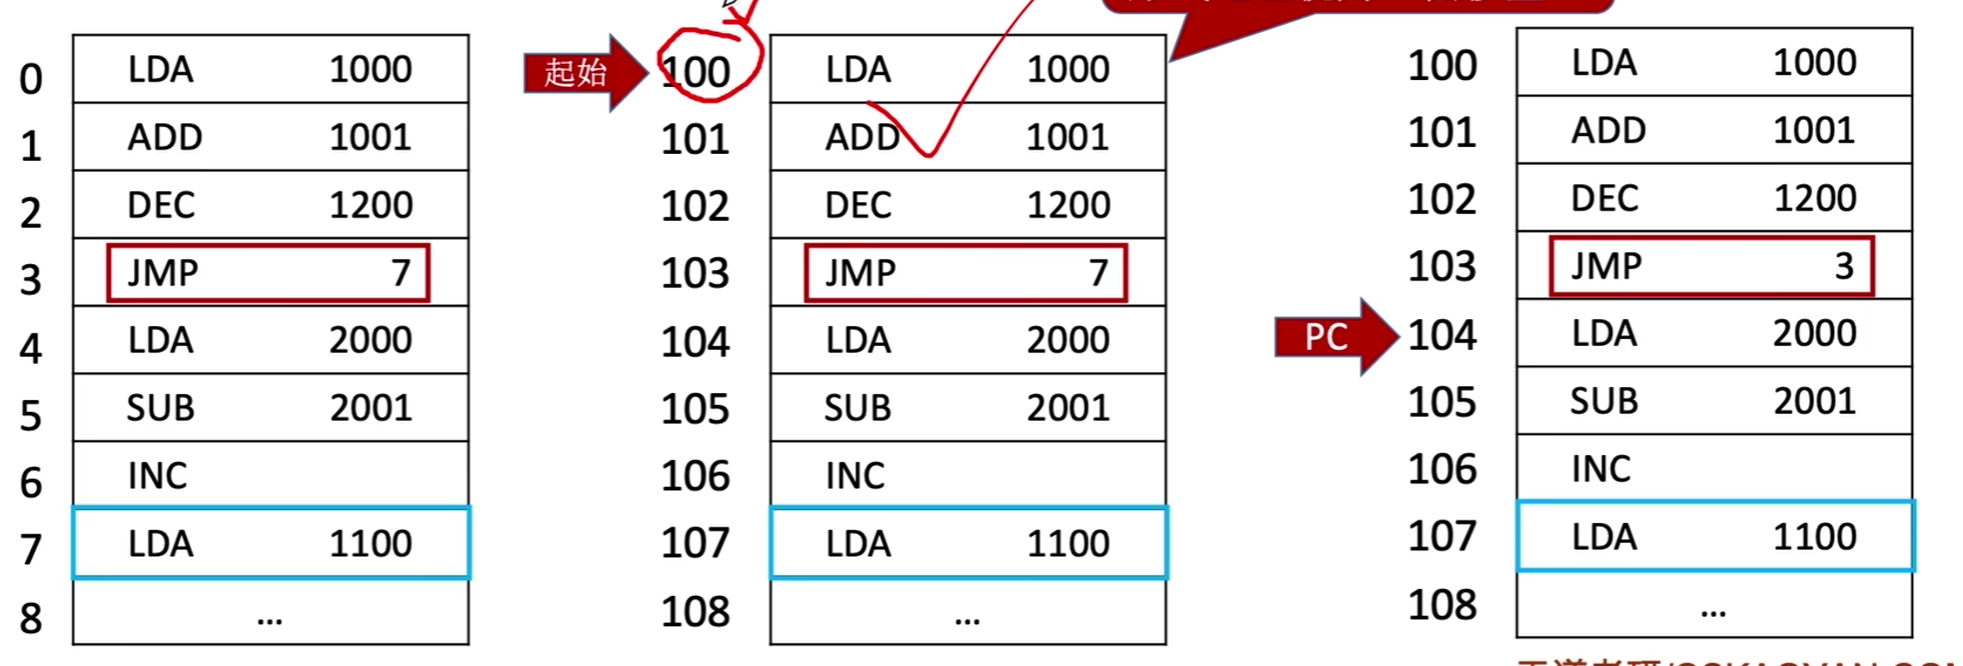 0 LDA 1000
1 ADD 1001
2 DEC 1200
3 JMP 7
4 LDA 2000
5 SUB 2001
6 INC
7 LDA 1100
8 ...
起始
100 LDA 1000
101 ADD 1001
102 DEC 1200
103 JMP 7
104 LDA 2000
105 SUB 2001
106 INC
107 LDA 1100
108 ...
100 LDA 1000
101 ADD 1001
102 DEC 1200
103 JMP 3
PC
104 LDA 2000
105 SUB 2001
106 INC
107 LDA 1100
108 ...